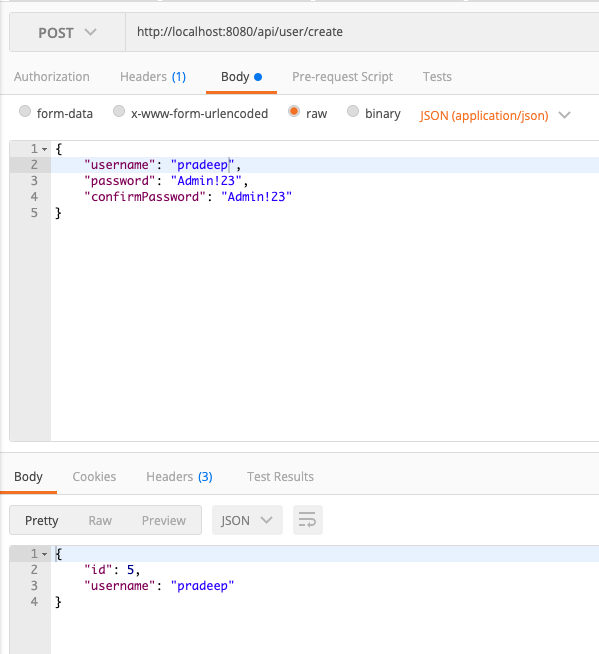 POST http://localhost:8080/api/user/create
Authorization Headers (1) Body Pre-request Script Tests
form-data x-www-form-urlencoded raw binary JSON (application/json)
1 {
2 "username": "pradeep",
3 "password": "Admin!23",
4 "confirmPassword": "Admin!23"
5 }
Body Cookies Headers (3) Test Results
Pretty Raw Preview JSON
1 {
2 "id": 5,
3 "username": "pradeep"
4 }